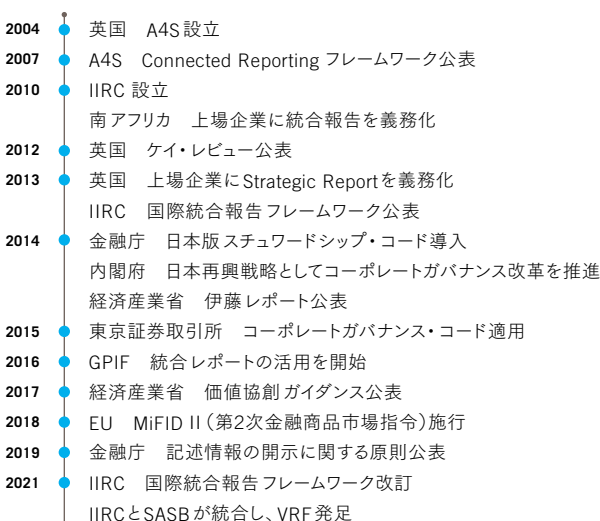 2004 英国 A4S設立
2007 A4S Connected Reporting フレームワーク公表
2010 IIRC 設立
南アフリカ 上場企業に統合報告を義務化
2012 英国 ケイ・レビュー公表
2013 英国 上場企業にStrategic Reportを義務化
IIRC 国際統合報告フレームワーク公表
2014 金融庁 日本版スチュワードシップ・コード導入
内閣府 日本再興戦略としてコーポレートガバナンス改革を推進
経済産業省 伊藤レポート公表
2015 東京証券取引所 コーポレートガバナンス・コード適用
2016 GPIF 統合レポートの活用を開始
2017 経済産業省 価値協創ガイダンス公表
2018 EU MiFIDⅡ(第2次金融商品市場指令)施行
2019 金融庁 記述情報の開示に関する原則公表
2021 IIRC 国際統合報告フレームワーク改訂
IIRCとSASBが統合し、VRF発足